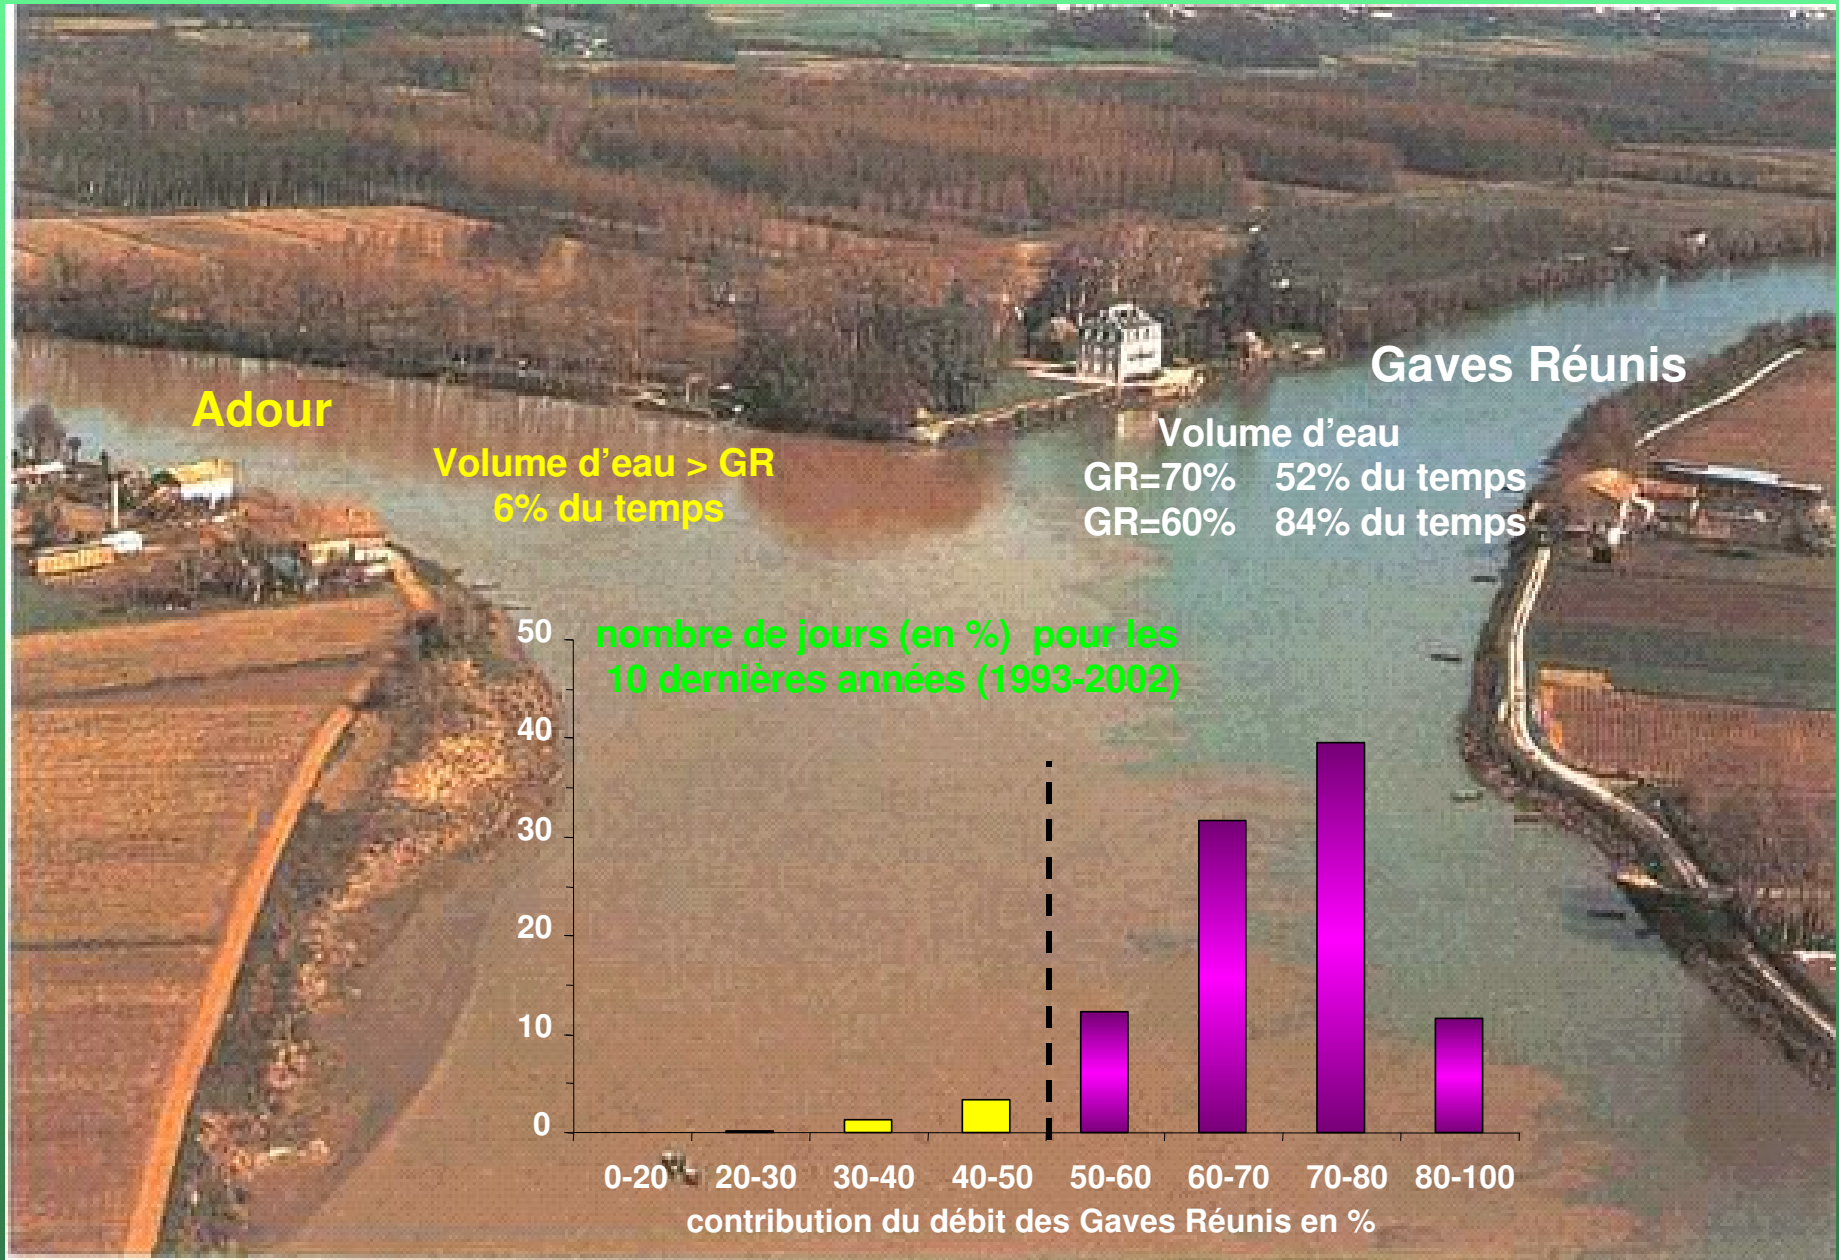 Gaves Réunis
Adour
Volume d'eau > GR
6% du temps
Volume d'eau
GR=70% 52% du temps
GR=60% 84% du temps
nombre de jours (en %) pour les
10 dernières années (1993-2002)
50
40
30
20
10
0
0-20 20-30 30-40 40-50 50-60 60-70 70-80 80-100
contribution du débit des Gaves Réunis en %